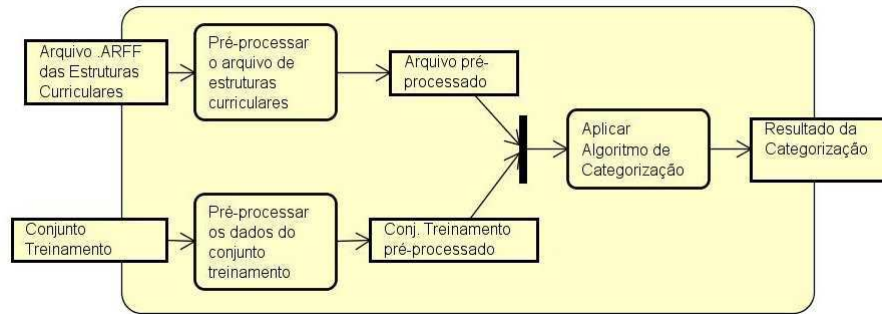 Arquivo .ARFF
das Estruturas
Curriculares
Pré-processar
o arquivo de
estruturas
curriculares
Arquivo pré-
processado
Aplicar
Algoritmo de
Categorização
Resultado da
Categorização
Conjunto
Treinamento
Pré-processar
os dados do
conjunto
treinamento
Conj. Treinamento
pré-processado